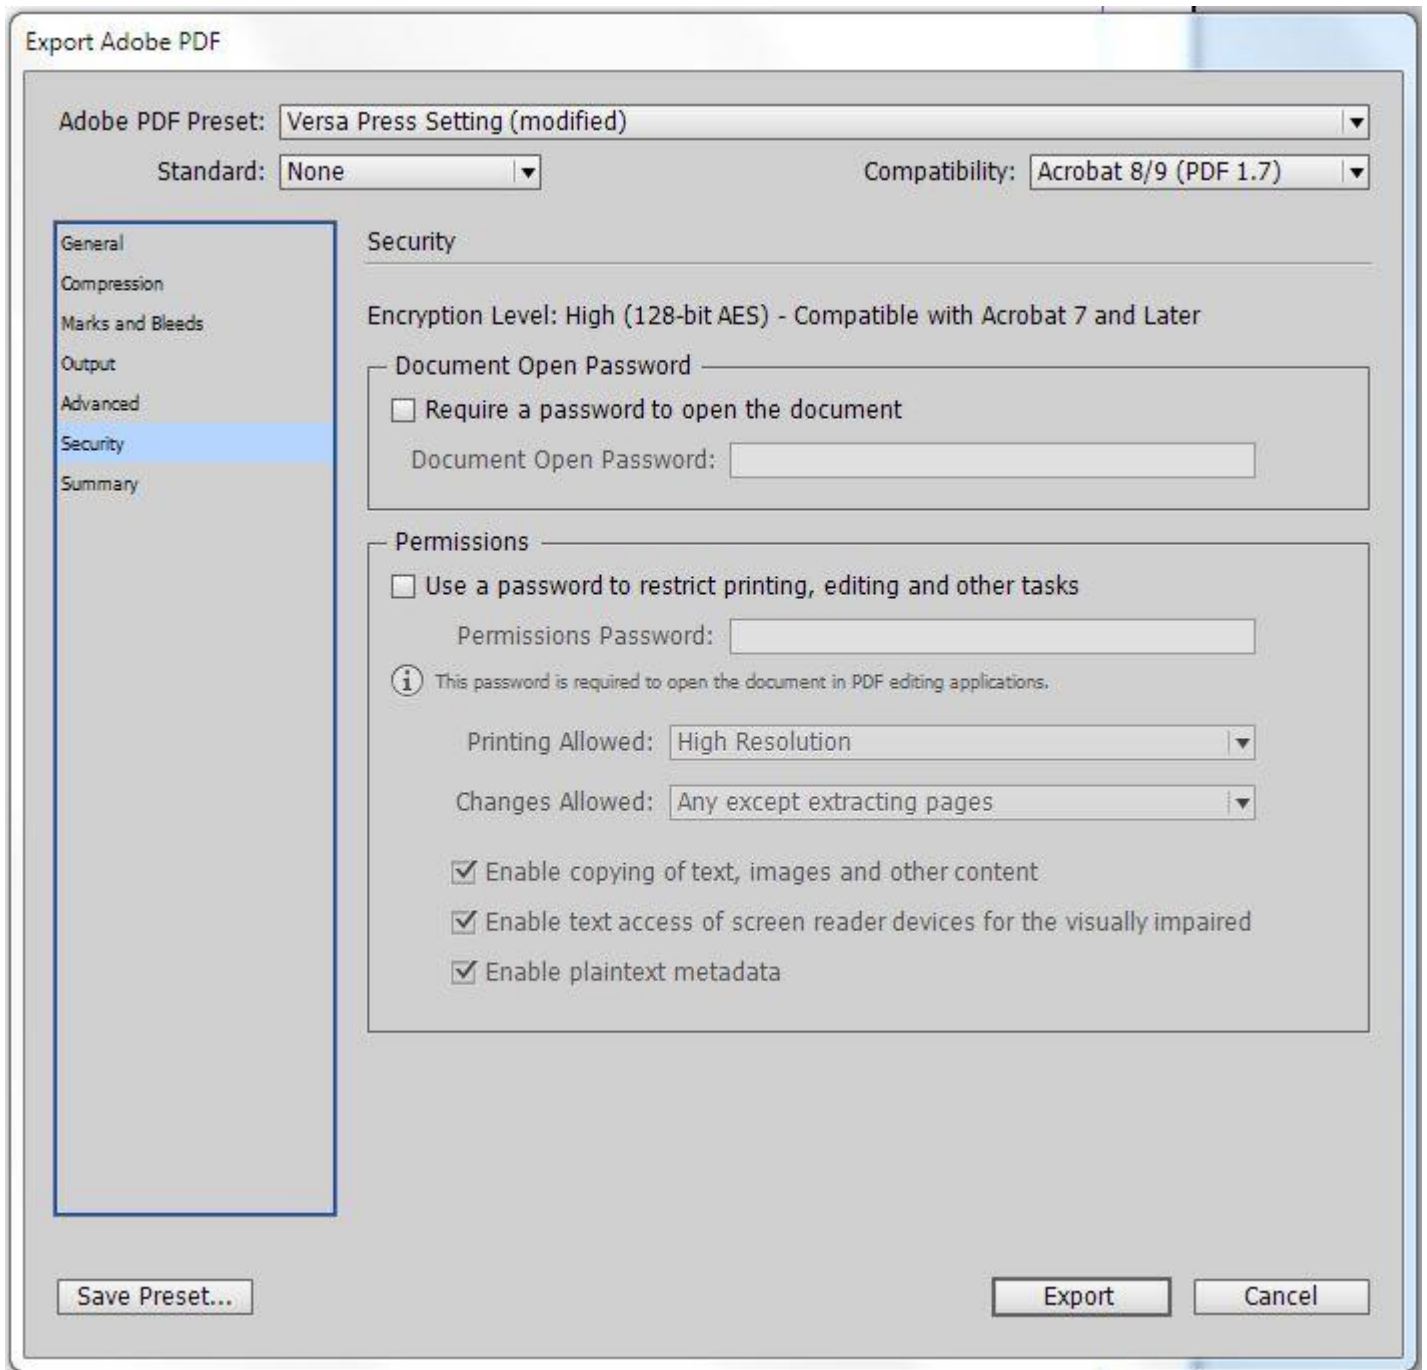 Export Adobe PDF
Adobe PDF Preset: Versa Press Setting (modified)
Standard: None Compatibility: Acrobat 8/9 (PDF 1.7)
General
Compression
Marks and Bleeds
Output
Advanced
Security
Summary
Security
Encryption Level: High (128-bit AES) - Compatible with Acrobat 7 and Later
Document Open Password
Require a password to open the document
Document Open Password:
Permissions
Use a password to restrict printing, editing and other tasks
Permissions Password:
This password is required to open the document in PDF editing applications.
Printing Allowed: High Resolution
Changes Allowed: Any except extracting pages
Enable copying of text, images and other content
Enable text access of screen reader devices for the visually impaired
Enable plaintext metadata
Save Preset... Export Cancel